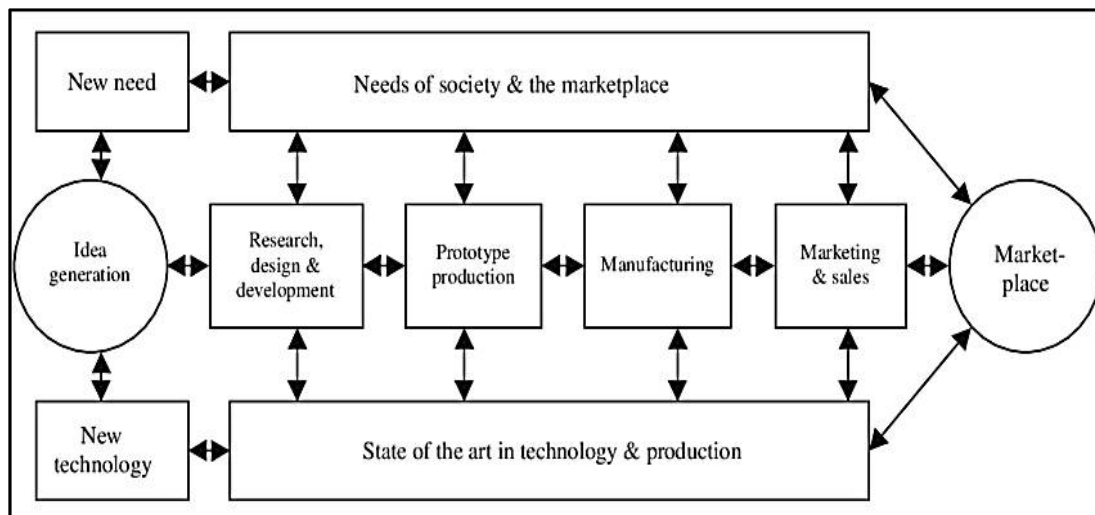 New need
Needs of society & the marketplace
Idea
generation
Research,
design &
development
Prototype
production
Manufacturing
Marketing
& sales
Market-
place
New
technology
State of the art in technology & production